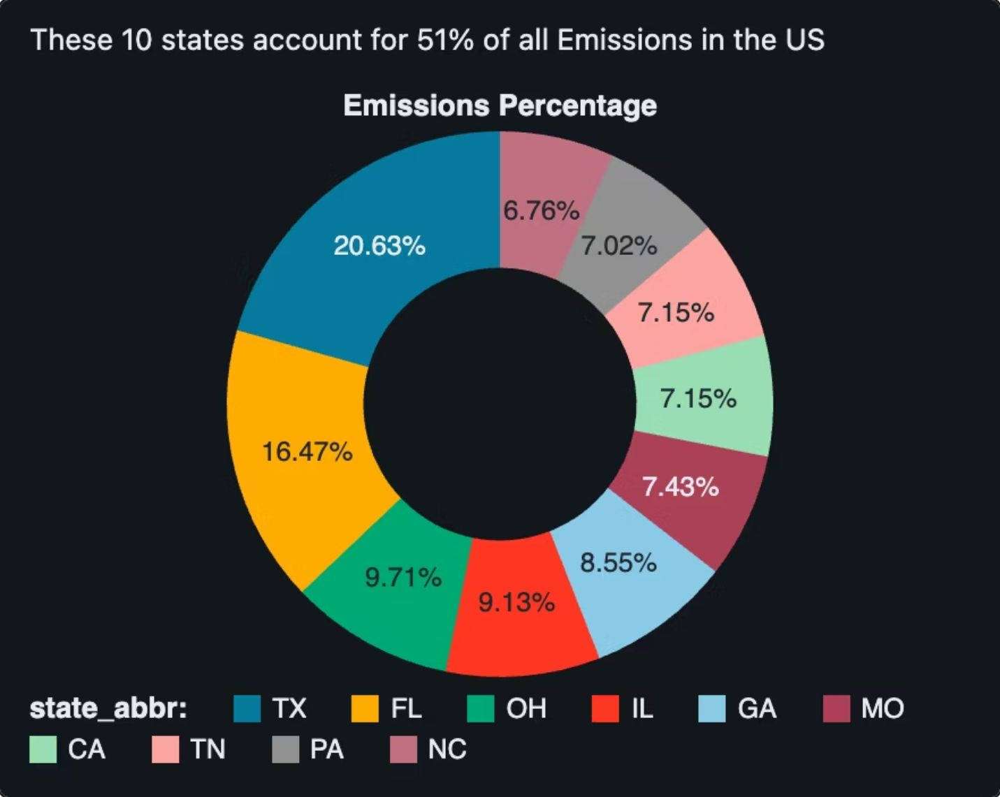 These 10 states account for 51% of all Emissions in the US
Emissions Percentage
6.76%
20.63%
7.02%
7.15%
7.15%
16.47%
7.43%
8.55%
9.71%
9.13%
state_abbr: TX FL OH IL GA MO
CA TN PA NC